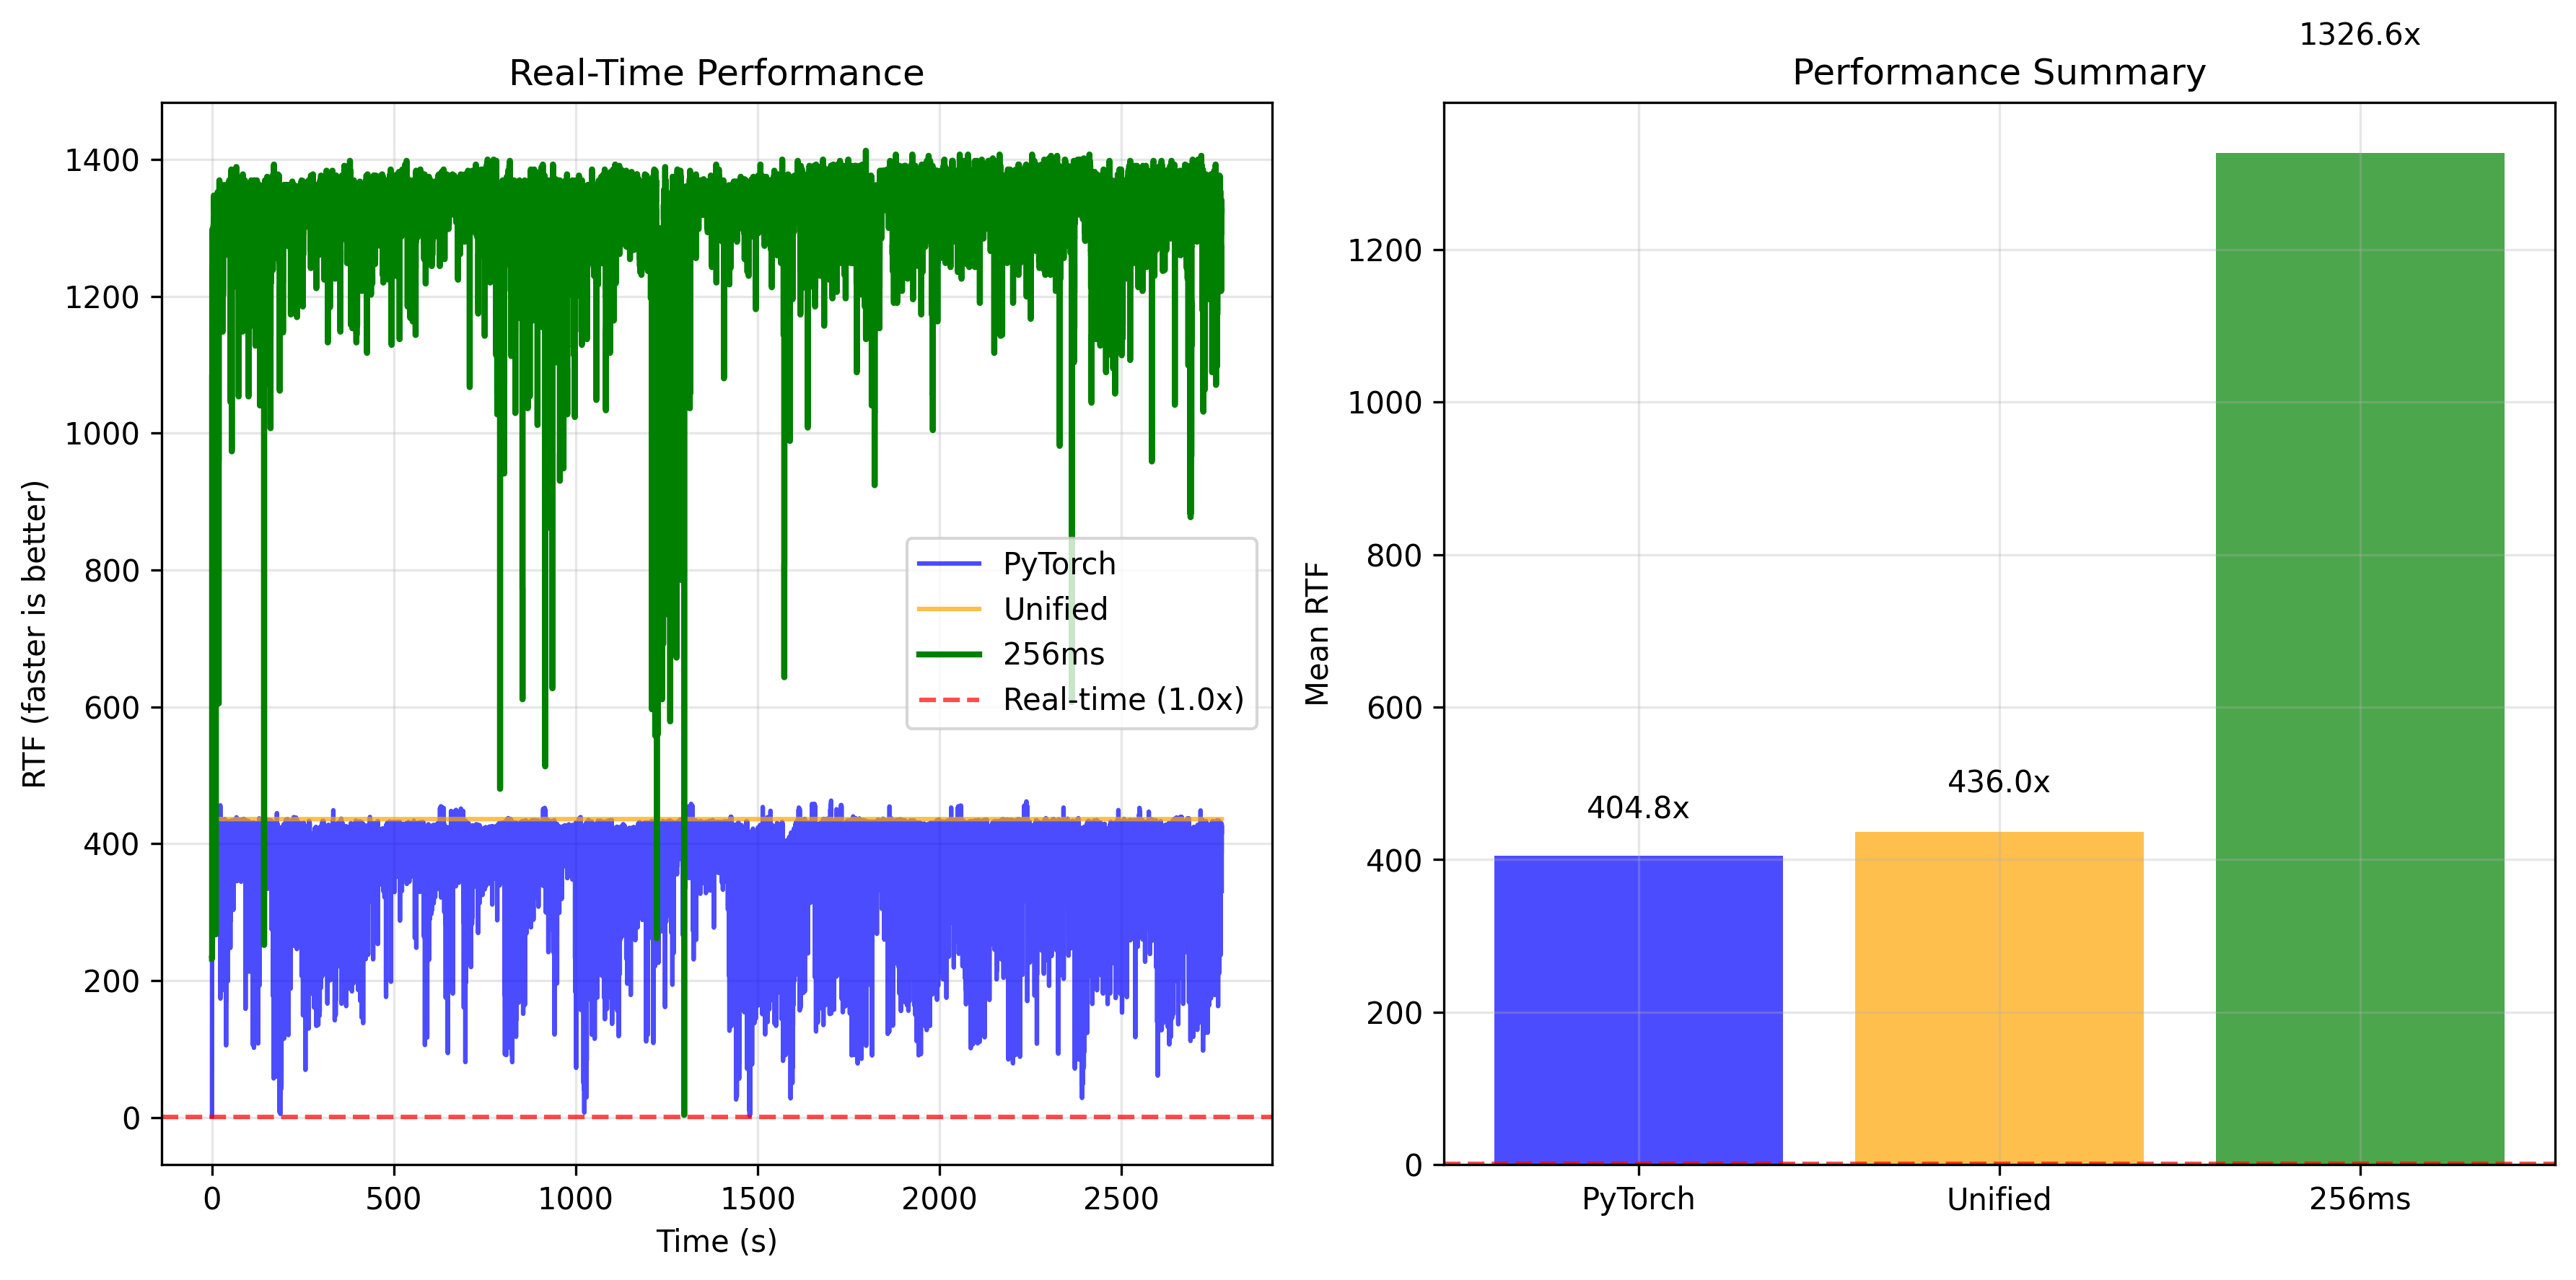 Real-Time Performance
RTF (faster is better)
1400
1200
1000
800
600
400
200
0
0 500 1000 1500 2000 2500
Time (s)
PyTorch
Unified
256ms
Real-time (1.0x)
Performance Summary
Mean RTF
1200
1000
800
600
400
200
0
404.8x
436.0x
1326.6x
PyTorch Unified 256ms